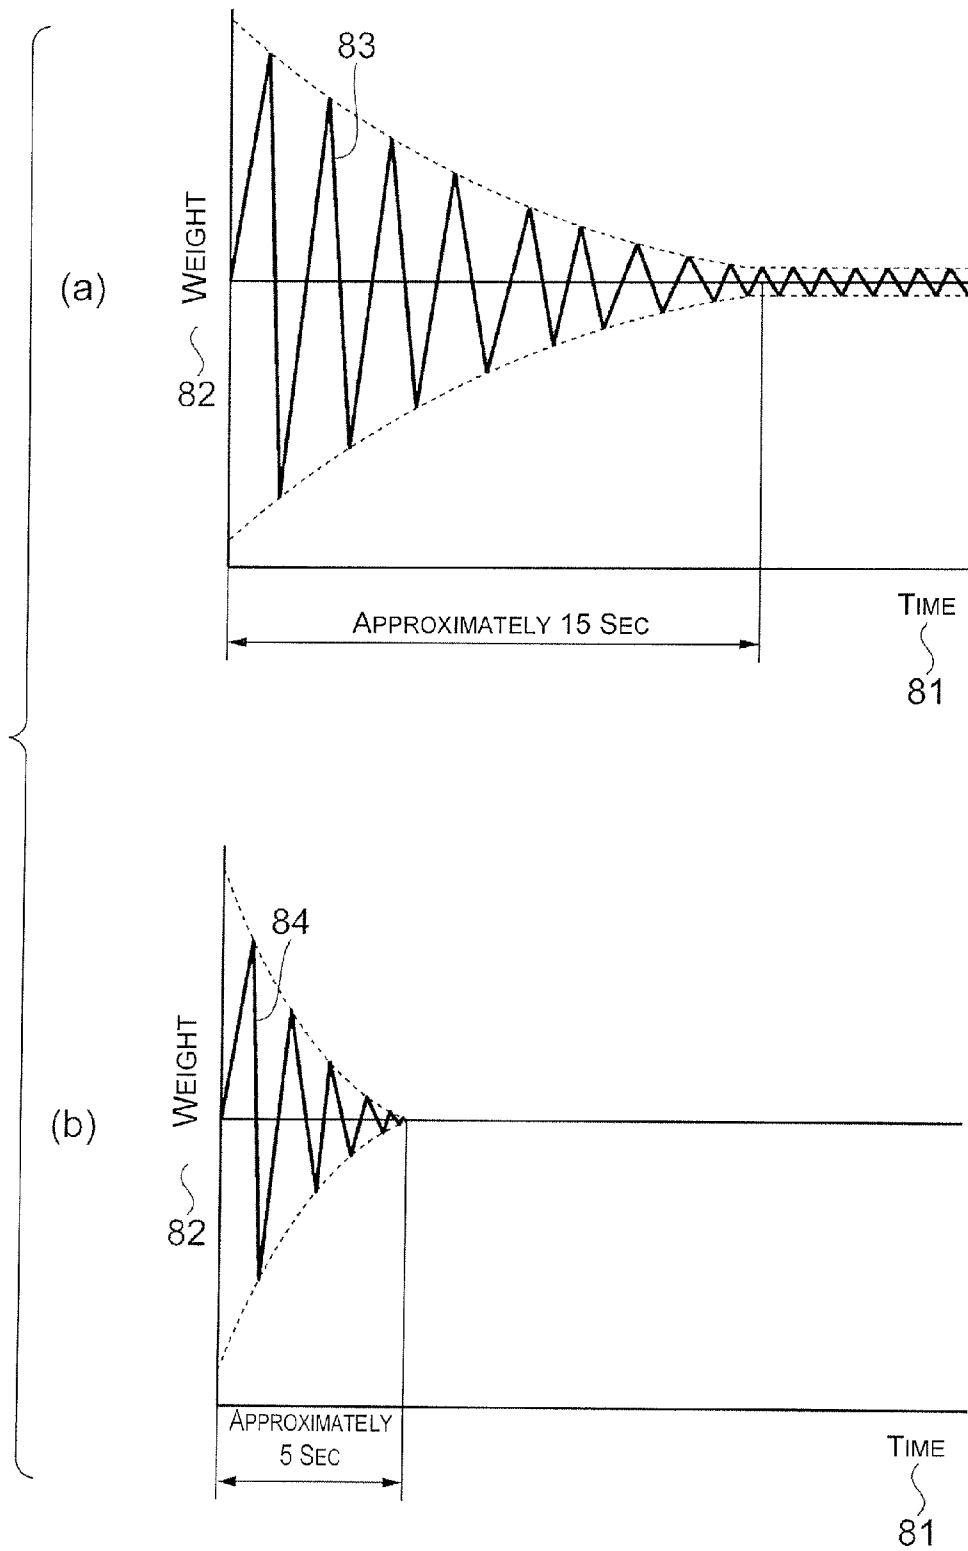 83
WEIGHT
82
(a)
APPROXIMATELY 15 SEC
TIME
81
84
WEIGHT
82
(b)
APPROXIMATELY
5 SEC
TIME
81